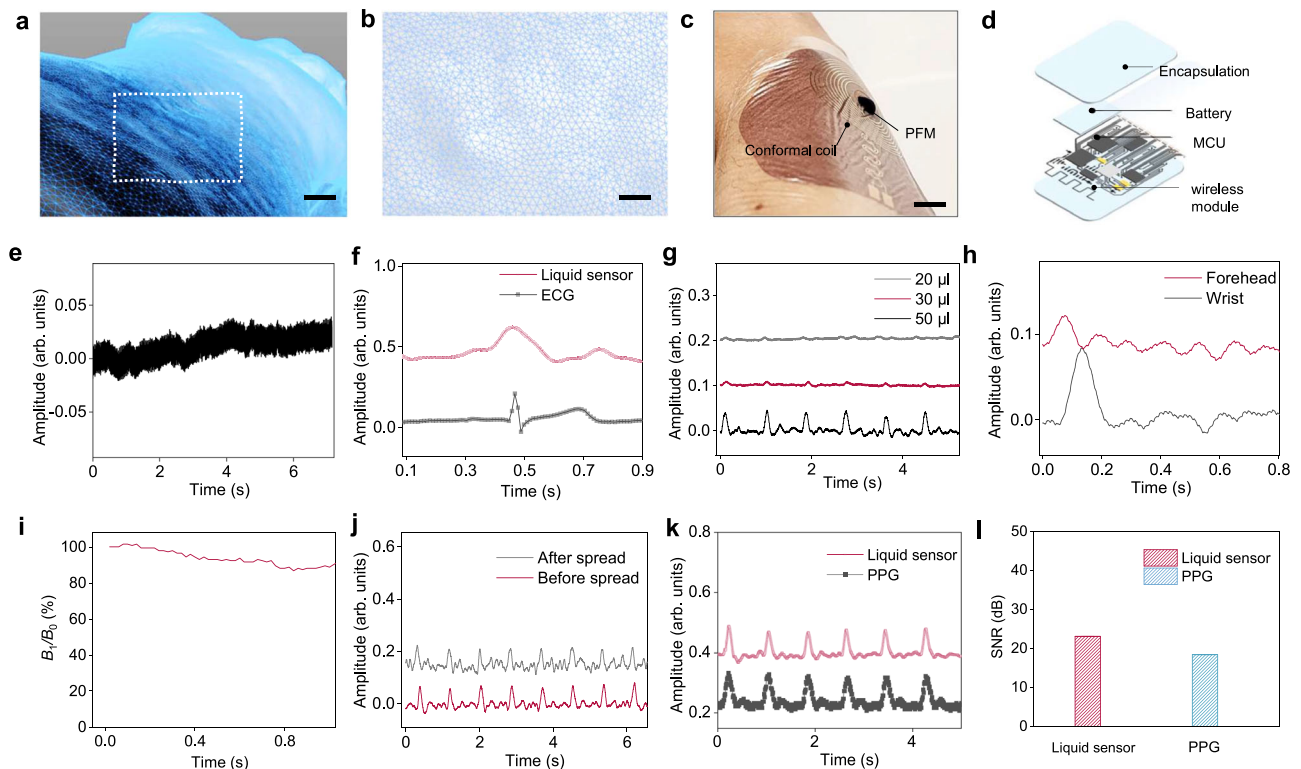 a
b
c
PFM
Conformal coil
d
Encapsulation
Battery
MCU
wireless
module
e
Amplitude (arb. units)
0.05
0.00
-0.05
0
2
4
6
Time (s)
f
Amplitude (arb. units)
1.0
0.5
0.0
Liquid sensor
ECG
0.1
0.3
0.5
0.7
0.9
Time (s)
g
Amplitude (arb. units)
0.3
0.2
0.1
0.0
20 µl
30 µl
50 µl
0
2
4
Time (s)
h
Amplitude (arb. units)
0.1
0.0
Forehead
Wrist
0.0
0.2
0.4
0.6
0.8
Time (s)
i
B1/B0 (%)
100
80
60
40
20
0
0
0.4
0.8
Time (s)
j
Amplitude (arb. units)
0.6
0.4
0.2
0.0
After spread
Before spread
0
2
4
6
Time (s)
k
Amplitude (arb. units)
0.8
0.6
0.4
0.2
Liquid sensor
PPG
0
2
4
Time (s)
l
SNR (dB)
50
40
30
20
10
0
Liquid sensor
PPG
Liquid sensor
PPG